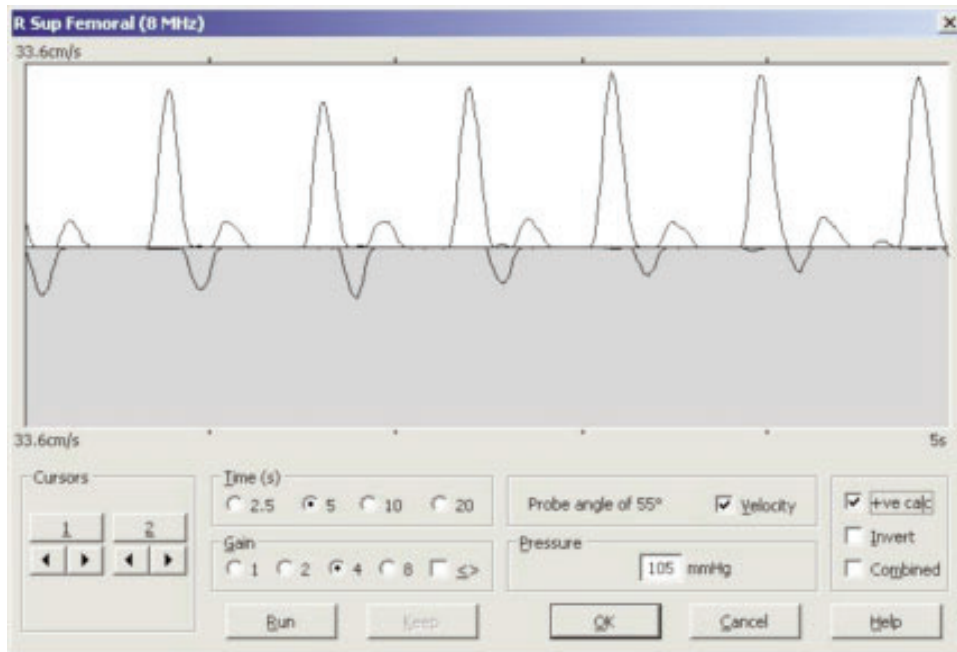 R Sup Femoral (8 MHz)
33.6cm/s
33.6cm/s 5s
Cursors
1 2
Time (s)
2.5 5 10 20
Gain
1 2 4 8 ≤>
Probe angle of 55° Velocity
Pressure
105 mmHg
+ve calc
Invert
Combined
Run Keep OK Cancel Help